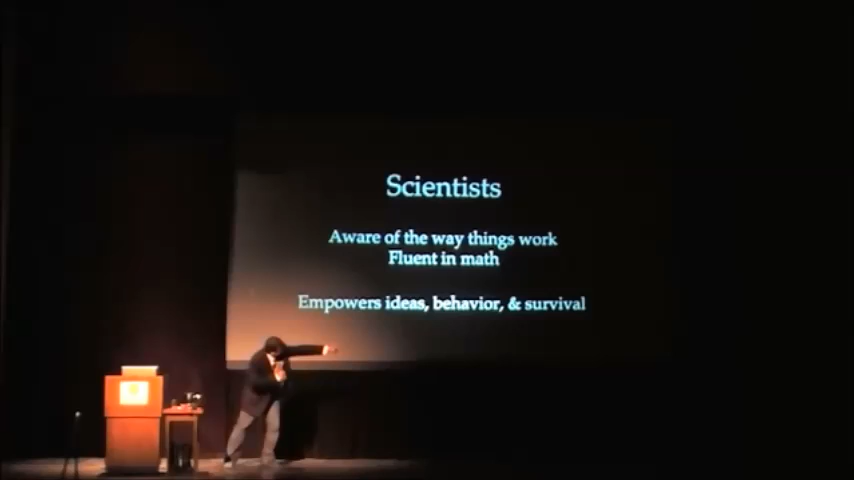 Scientists
Aware of the way things work
Fluent in math
Empowers ideas, behavior, & survival